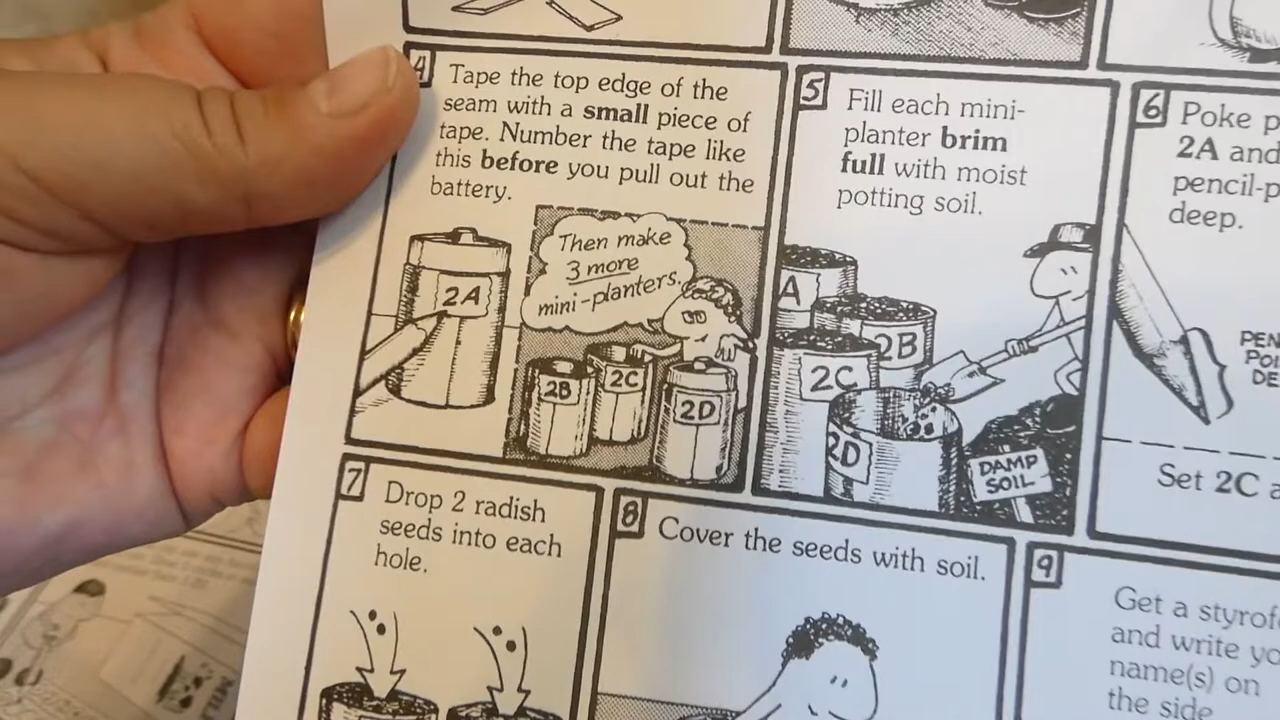 4
Tape the top edge of the
seam with a small piece of
tape. Number the tape like
this before you pull out the
battery.
2A
Then make
3 more
mini-planters.
2B
2C
2D
5
Fill each mini-
planter brim
full with moist
potting soil.
A
2B
2C
2D
DAMP
SOIL
6
Poke
2A and
deep.
Set 2C
7
Drop 2 radish
seeds into each
hole.
8
Cover the seeds with soil.
9
Get a
and write
name(s) on
the side